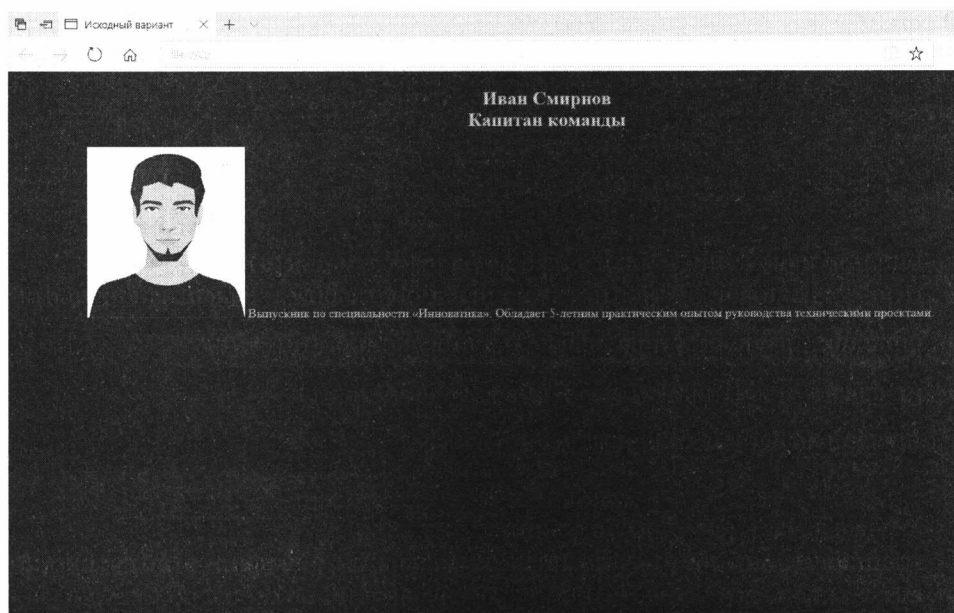 Исходный вариант
Иван Смирнов
Капитан команды
Выпускник по специальности «Инноватика». Обладает 5-летним практическим опытом руководства техническими проектами.